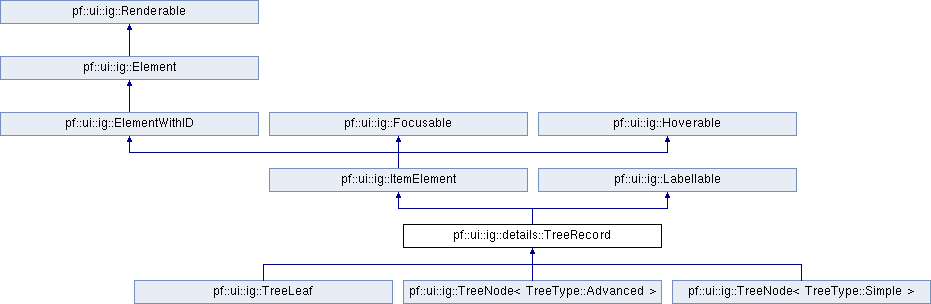 pf::ui::ig::Renderable
pf::ui::ig::Element
pf::ui::ig::ElementWithID
pf::ui::ig::Focusable
pf::ui::ig::Hoverable
pf::ui::ig::ItemElement
pf::ui::ig::Labellable
pf::ui::ig::details::TreeRecord
pf::ui::ig::TreeLeaf
pf::ui::ig::TreeNode< TreeType::Advanced >
pf::ui::ig::TreeNode< TreeType::Simple >